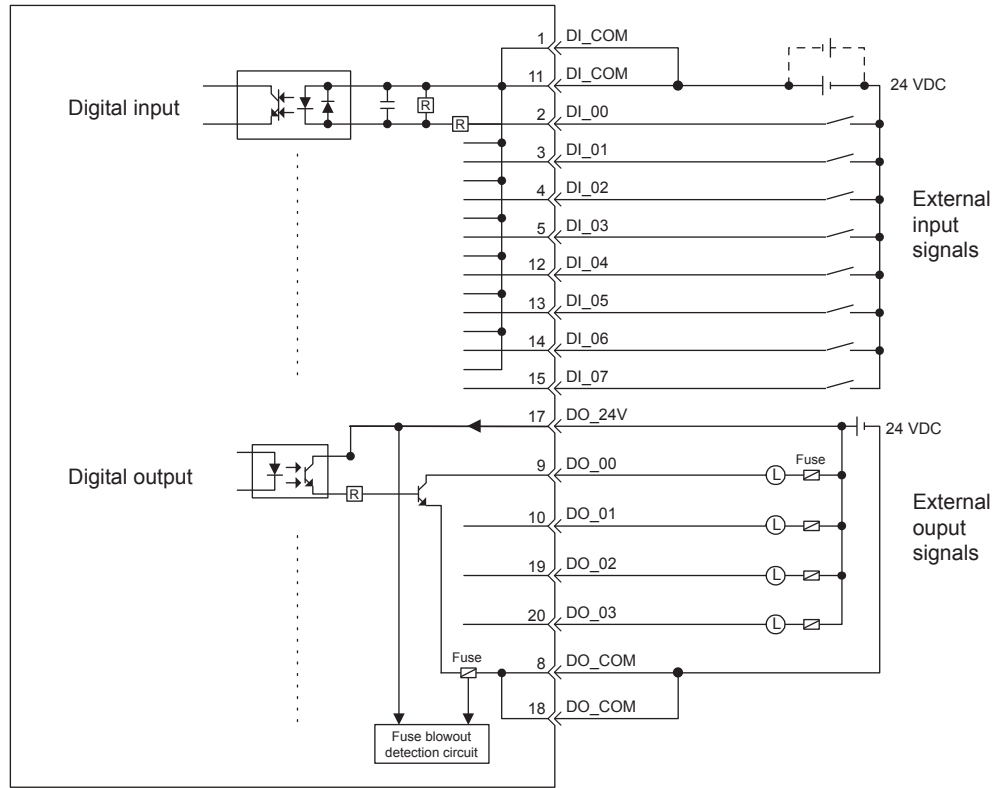 1 DI_COM
11 DI_COM
24 VDC
Digital input
R
R
2 DI_00
3 DI_01
4 DI_02
External
input
signals
5 DI_03
12 DI_04
13 DI_05
14 DI_06
15 DI_07
17 DO_24V
24 VDC
Digital output
9 DO_00
L
Fuse
R
10 DO_01
L
External
ouput
signals
19 DO_02
L
20 DO_03
L
Fuse
8 DO_COM
18 DO_COM
Fuse blowout
detection circuit